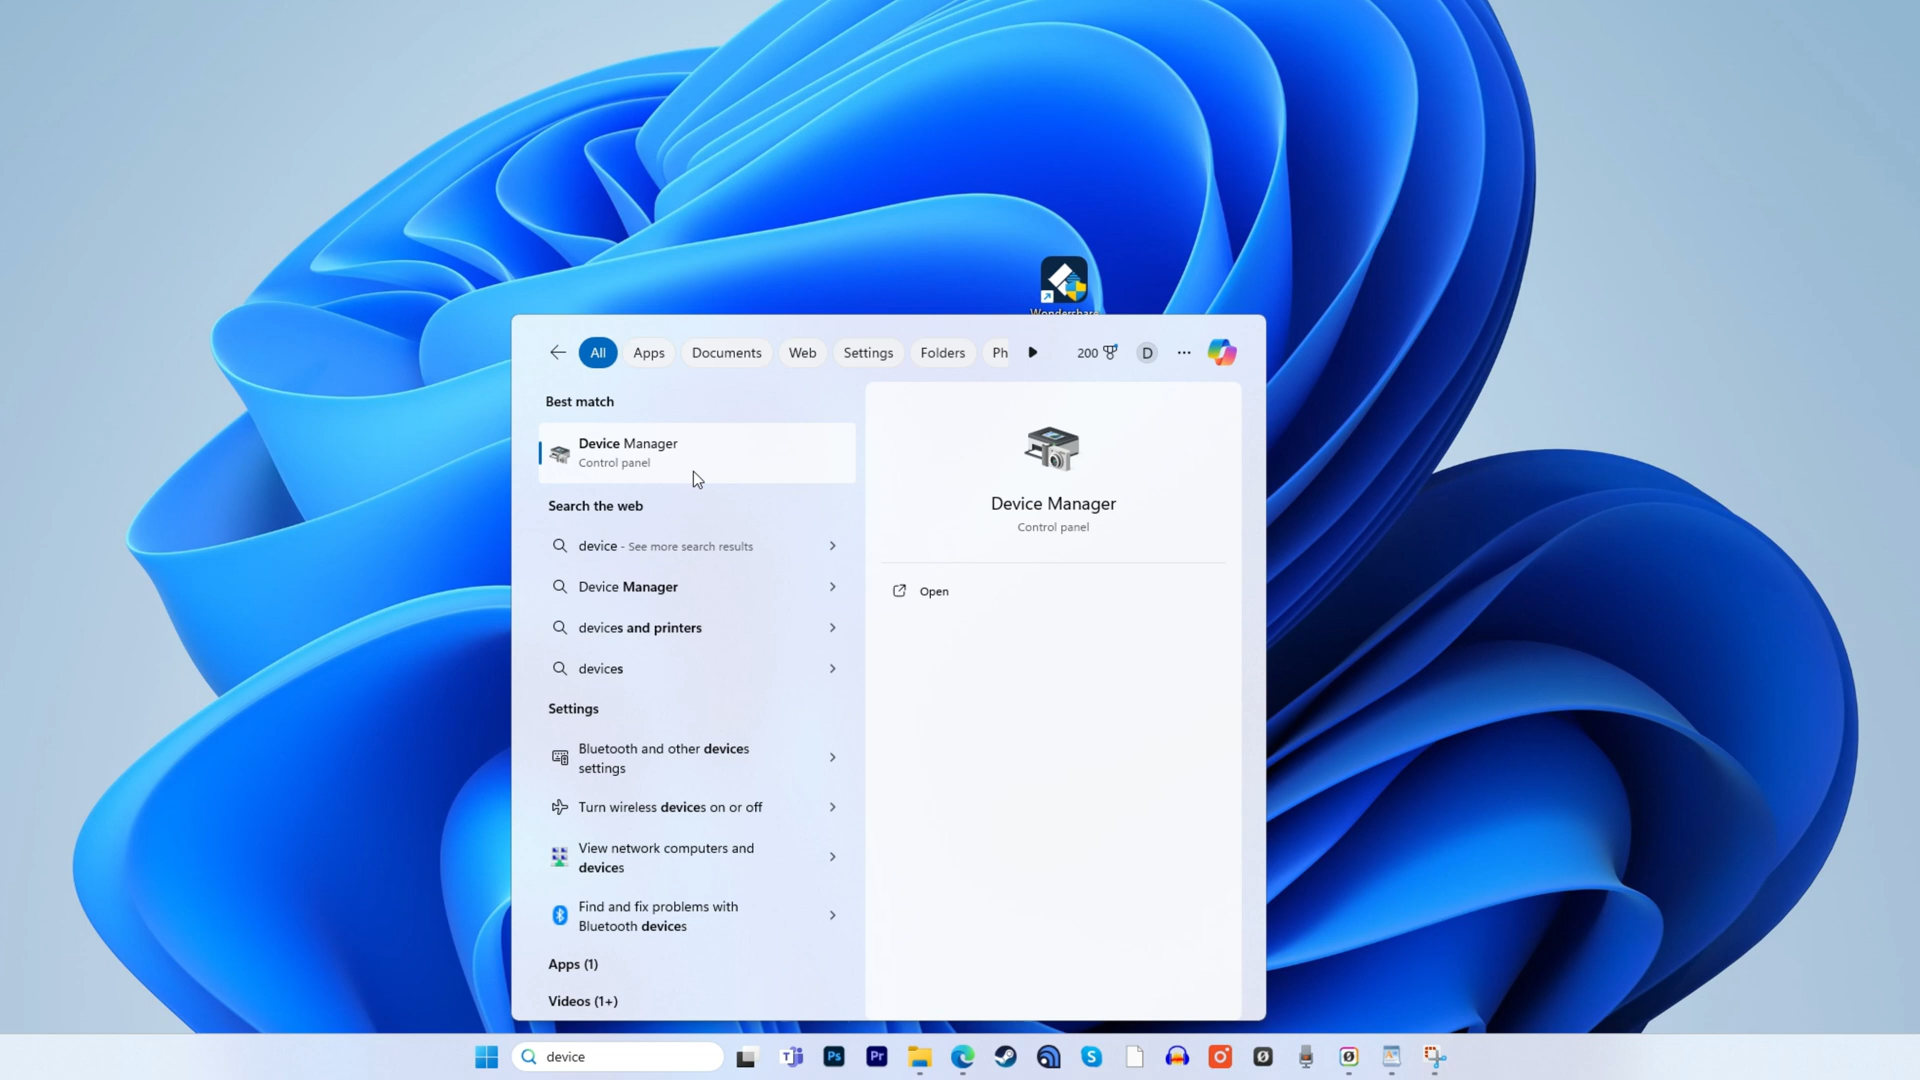 Wondershare
All
Apps
Documents
Web
Settings
Folders
Ph
200
D
Best match
Device Manager
Control panel
Search the web
device - See more search results
Device Manager
devices and printers
devices
Settings
Bluetooth and other devices
settings
Turn wireless devices on or off
View network computers and
devices
Find and fix problems with
Bluetooth devices
Apps (1)
Videos (1+)
Device Manager
Control panel
Open
device
Ps
Pr